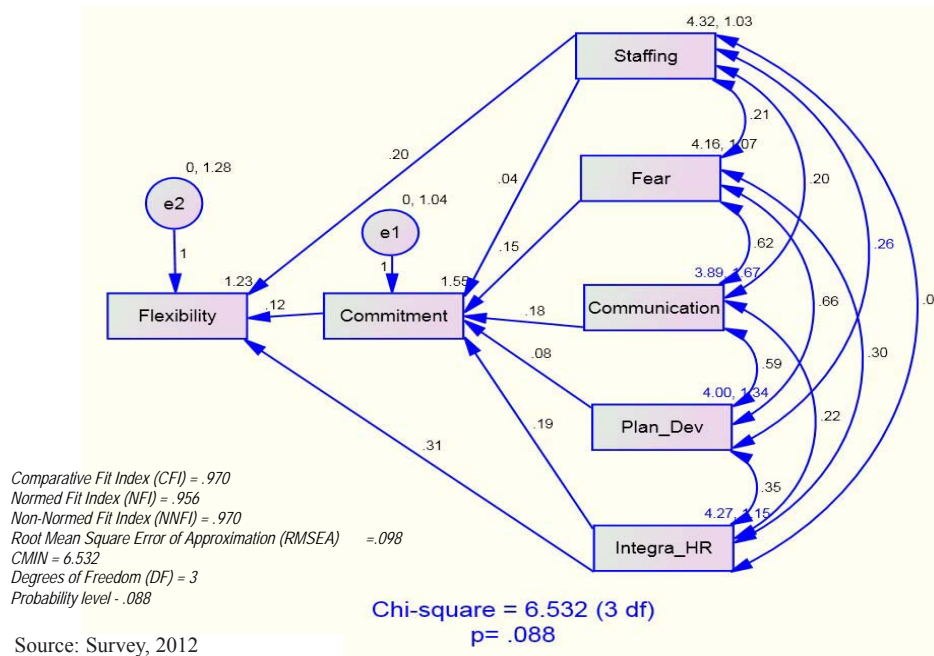 4.32, 1.03
Staffing
.21
4.16, 1.07
.20
0, 1.28
.04
.20
Fear
e2
0, 1.04
e1
.15
.62
.26
1
1
3.89, 1.67
.66
1.23
1.55
.0
Flexibility
.12
Commitment
.18
Communication
.30
.08
.59
4.00, 1.34
.22
.19
Plan_Dev
.31
.35
Comparative Fit Index (CFI) = .970
Normed Fit Index (NFI) = .956
4.27, 1.15
Non-Normed Fit Index (NNFI) = .970
Root Mean Square Error of Approximation (RMSEA) =.098
Integra_HR
CMIN = 6.532
Degrees of Freedom (DF) = 3
Probability level - .088
Chi-square = 6.532 (3 df)
p= .088
Source: Survey, 2012